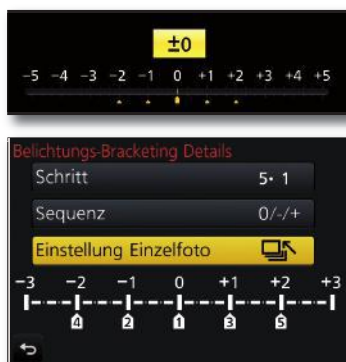 ±0
-5 -4 -3 -2 -1 0 +1 +2 +3 +4 +5
Belichtungs-Bracketing Details
Schritt 5• 1
Sequenz 0/-/+
Einstellung Einzelfoto
-3 -2 -1 0 +1 +2 +3
4 2 1 3 5